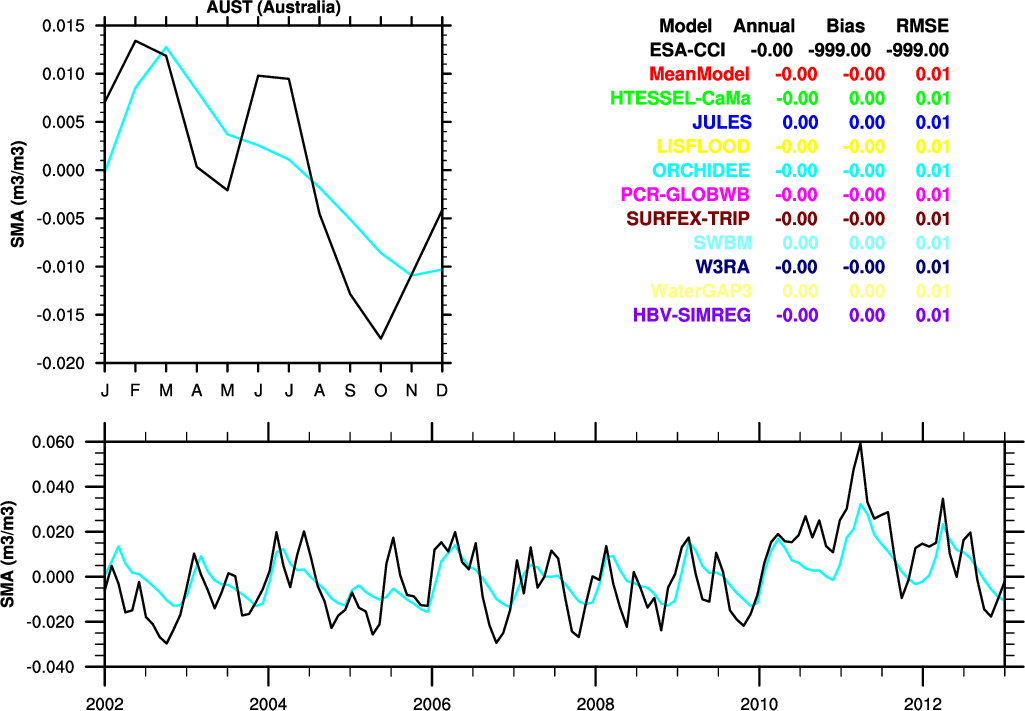 AUST (Australia)
0.015
0.010
0.005
0.000
-0.005
-0.010
-0.015
-0.020
SMA (m3/m3)
J F M A M J J A S O N D
Model Annual Bias RMSE
ESA-CCI -0.00 -999.00 -999.00
MeanModel -0.00 -0.00 0.01
HTESSEL-CaMa -0.00 0.00 0.01
JULES 0.00 0.00 0.01
LISFLOOD -0.00 -0.00 0.01
ORCHIDEE -0.00 -0.00 0.01
PCR-GLOBWB -0.00 -0.00 0.01
SURFEX-TRIP -0.00 -0.00 0.01
SWBM 0.00 0.00 0.01
W3RA -0.00 -0.00 0.01
WaterGAP3 0.00 0.00 0.01
HBV-SIMREG -0.00 0.00 0.01
0.060
0.040
0.020
0.000
-0.020
-0.040
SMA (m3/m3)
2002 2004 2006 2008 2010 2012